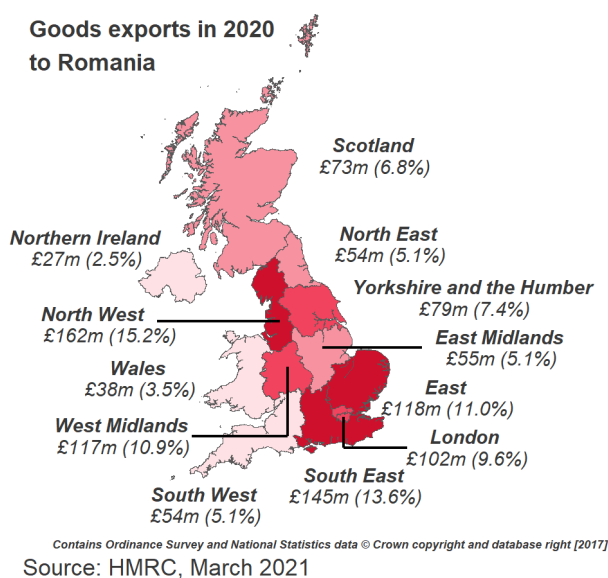 Goods exports in 2020
to Romania
Scotland
£73m (6.8%)
Northern Ireland
£27m (2.5%)
North East
£54m (5.1%)
Yorkshire and the Humber
£79m (7.4%)
North West
£162m (15.2%)
East Midlands
£55m (5.1%)
Wales
£38m (3.5%)
East
£118m (11.0%)
West Midlands
£117m (10.9%)
London
£102m (9.6%)
South East
£145m (13.6%)
South West
£54m (5.1%)
Contains Ordinance Survey and National Statistics data © Crown copyright and database right [2017]
Source: HMRC, March 2021